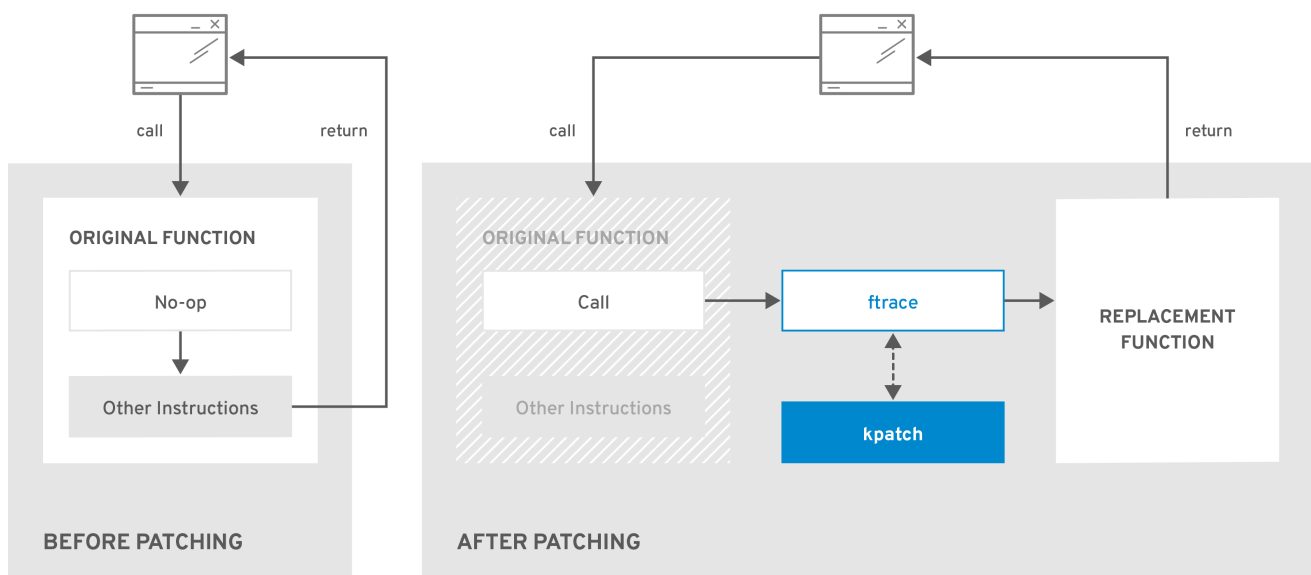 call
return
ORIGINAL FUNCTION
No-op
Other Instructions
BEFORE PATCHING
call
return
ORIGINAL FUNCTION
Call
ftrace
REPLACEMENT
FUNCTION
Other Instructions
kpatch
AFTER PATCHING